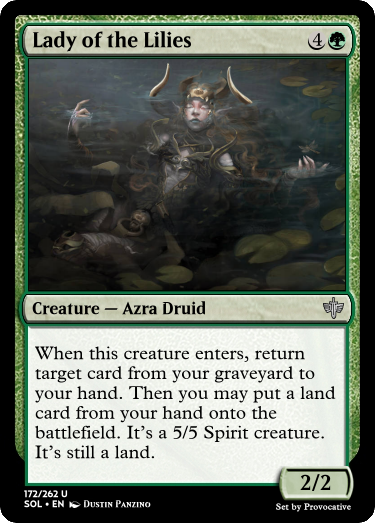 Lady of the Lilies 4
Creature — Azra Druid
When this creature enters, return
target card from your graveyard to
your hand. Then you may put a land
card from your hand onto the
battlefield. It's a 5/5 Spirit creature.
It's still a land.
2/2
172/262 U
SOL • EN Dustin Panzino
Set by Provocative